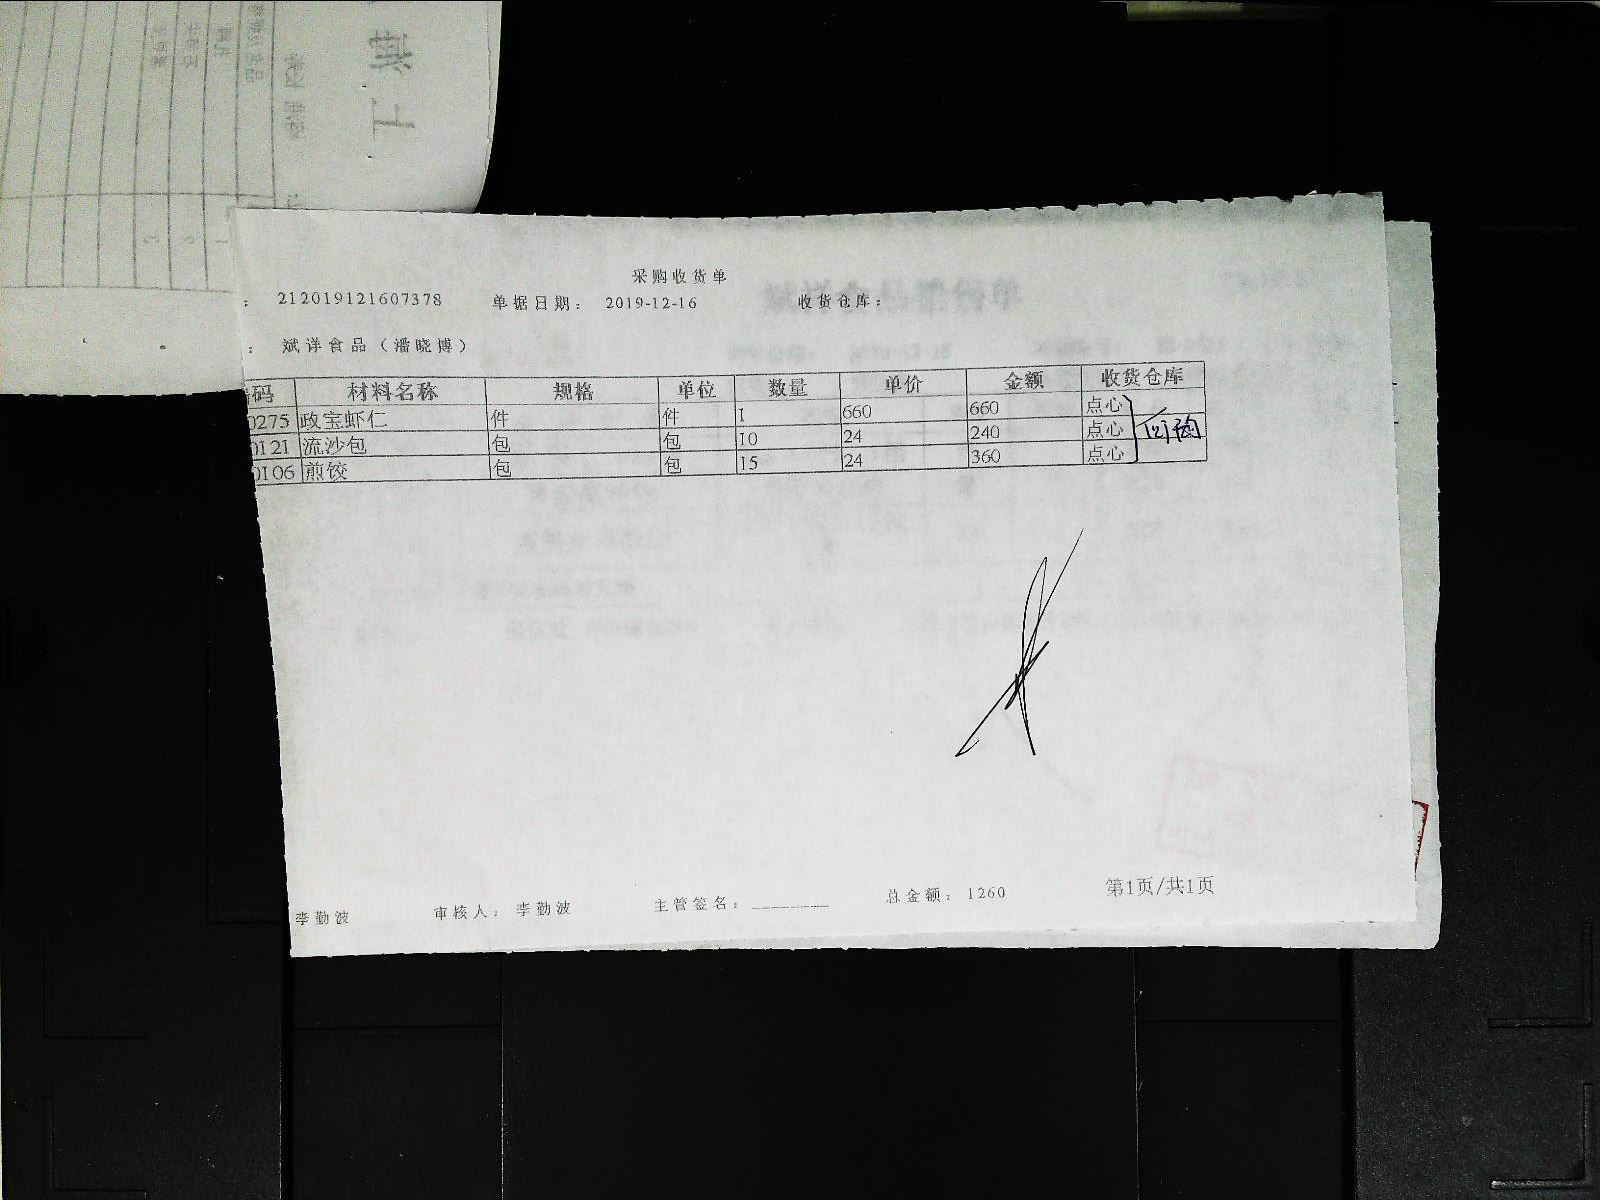 采购收货单
: 212019121607378 单据日期: 2019-12-16 收货仓库:
: 斌详食品（潘晓博）
码 材料名称 规格 单位 数量 单价 金额 收货仓库
0275 政宝虾仁 件 件 1 660 660 点心
0121 流沙包 包 包 10 24 240 点心
0106 煎饺 包 包 15 24 360 点心
李勤波 审核人: 李勤波 主管签名: ________ 总金额: 1260 第1页/共1页